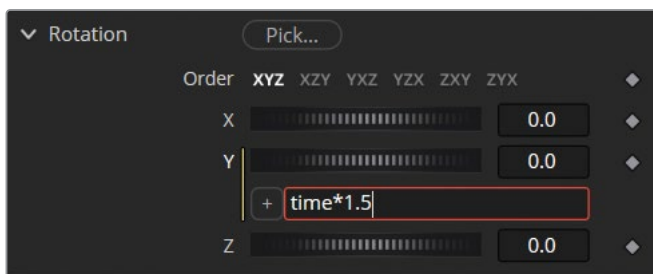 Rotation Pick...
Order XYZ XZY YXZ YZX ZXY ZYX
X 0.0
Y 0.0
+ time*1.5
Z 0.0